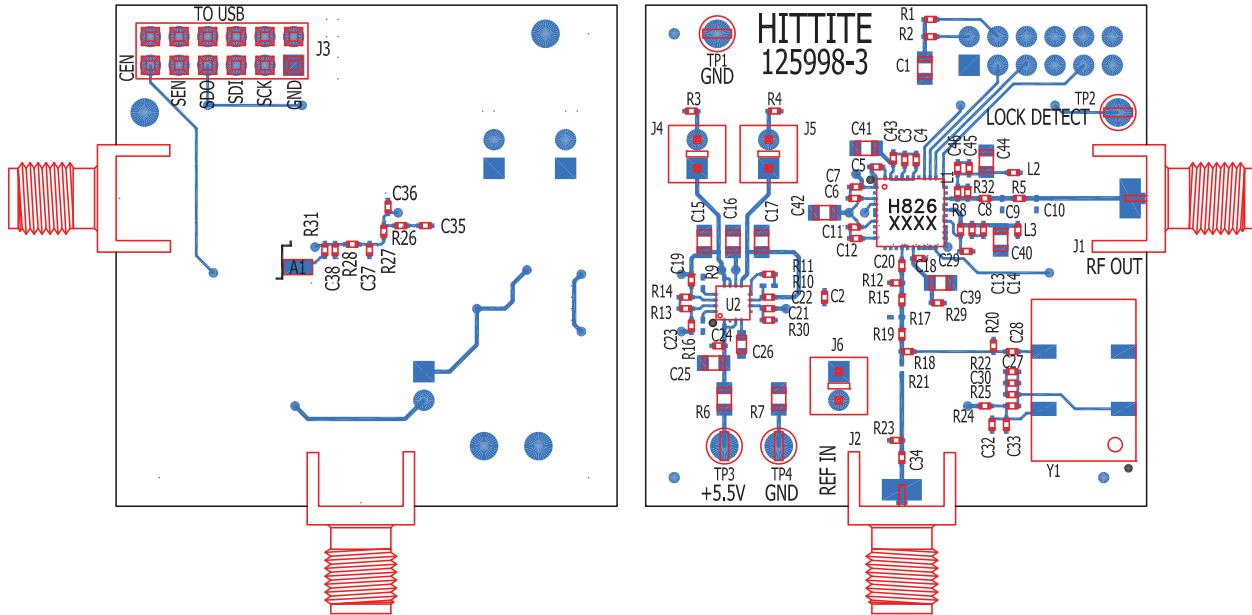 TO USB
J3
CEN
SEN
SDO
SDI
SCK
GND
C36
C35
R26
R31
A1
C38
R28
C37
R27
HITTITE
125998-3
TP1
GND
R1
R2
C1
TP2
LOCK DETECT
R3
R4
J4
J5
C41
C43
C3
C4
C5
C7
C6
C42
C11
C12
H826
XXXX
L1
C46
C45
C44
L2
R32
R5
R8
C8
C9
C10
L3
C40
J1
RF OUT
C15
C16
C17
C19
R9
R11
R10
R14
R13
U2
C22
C21
R30
C2
C23
R16
C24
C26
C25
C20
C18
C29
R12
R15
C39
R29
C13
C14
R17
R19
R18
R21
R20
C28
R22
C27
C30
R25
R24
C32
C33
J6
R6
R7
R23
C34
J2
REF IN
TP3
+5.5V
TP4
GND
Y1